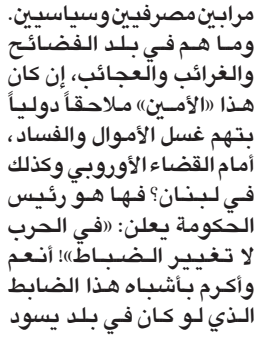 مرابين مصرفيين وسياسيين.
وما هم في بلد الفضائح
والغرائب والعجائب، إن كان
هذا «الأمين» ملاحقاً دولياً
بتهم غسل الأموال والفساد،
أمام القضاء الأوروبي وكذلك
في لبنان؟ فها هو رئيس
الحكومة يعلن: «في الحرب
لا تغيير الضباط»! أنعم
وأكرم بأشباه هذا الضابط
الذي لو كان في بلد يسود